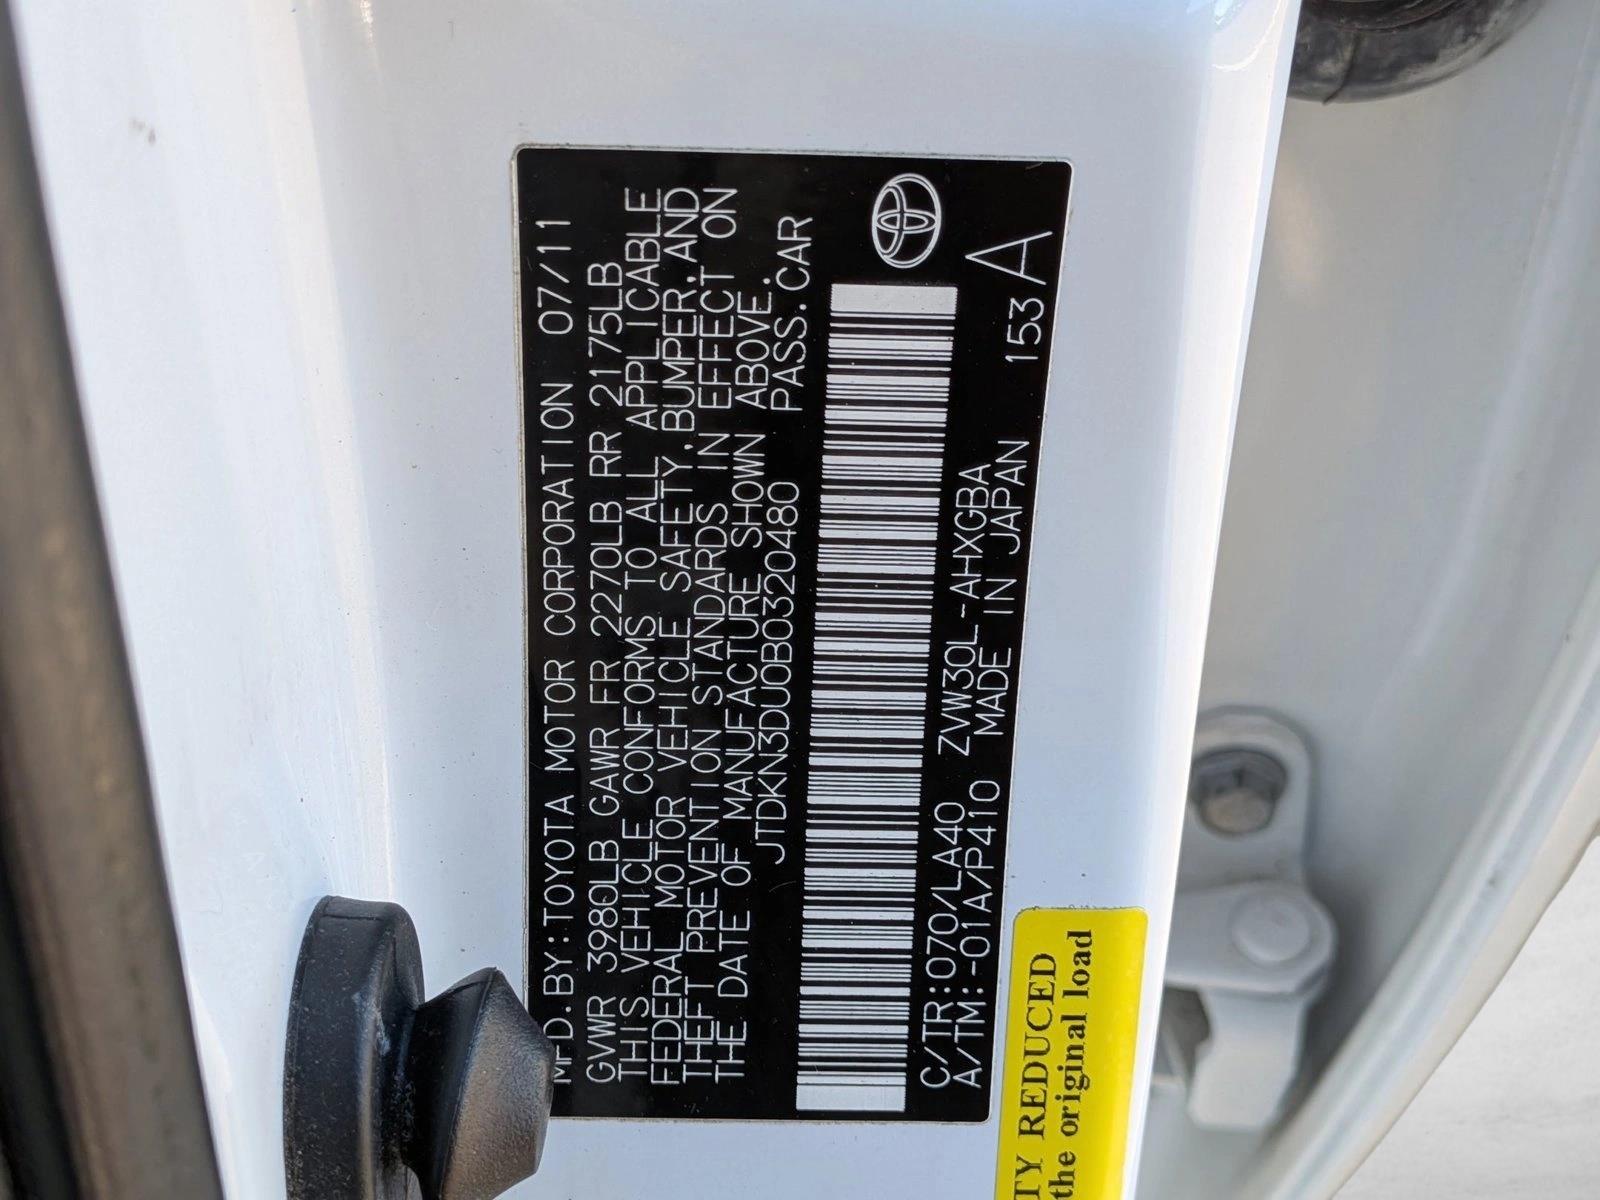 MFD.BY:TOYOTA MOTOR CORPORATION 07/11
GVWR 3980LB GAWR FR 2270LB RR 2175LB
THIS VEHICLE CONFORMS TO ALL APPLICABLE
FEDERAL MOTOR VEHICLE SAFETY,BUMPER,AND
THEFT PREVENTION STANDARDS IN EFFECT ON
THE DATE OF MANUFACTURE SHOWN ABOVE.
JTDKN3DU0B0320480 PASS.CAR
C/TR:070/LA40 ZVW30L-AHXGBA
A/TM:-01A/P410 MADE IN JAPAN 153A
TY REDUCED
the original load